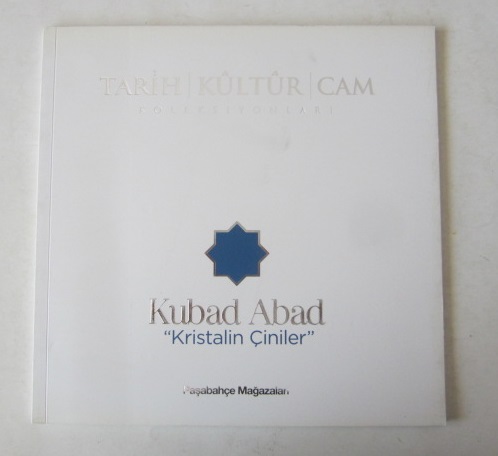 TARİH | KÜLTÜR | CAM
KOLEKSİYONLARI
Kubad Abad
"Kristalin Çiniler"
Paşabahçe Mağazaları